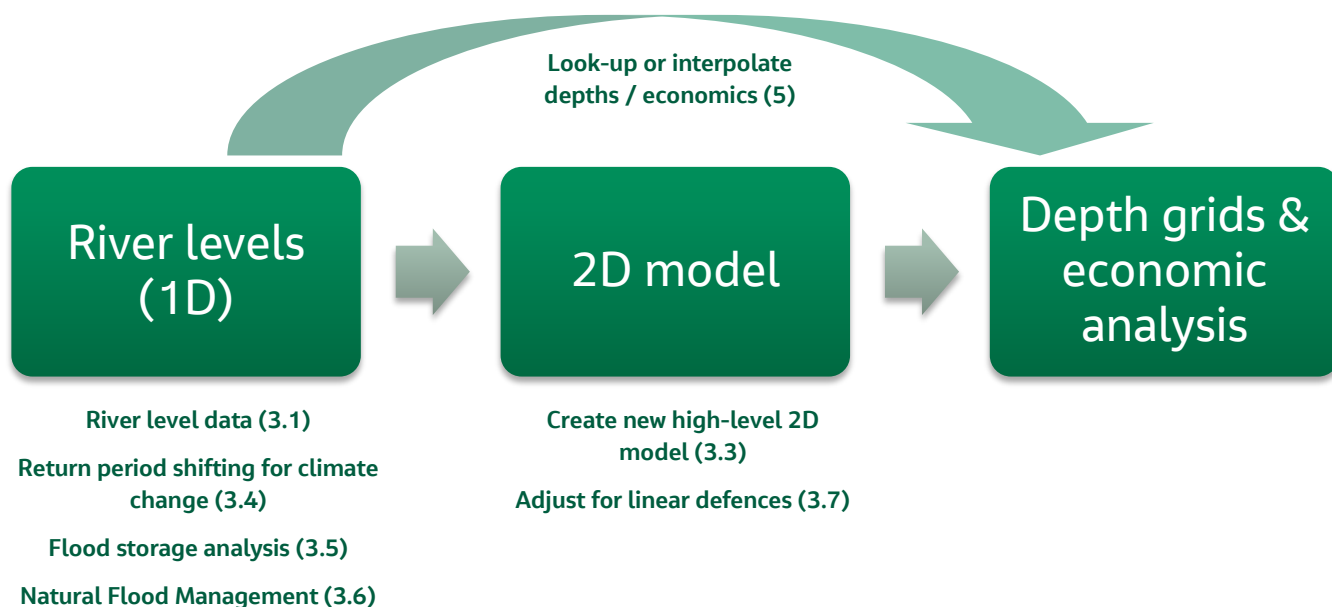 Look-up or interpolate
depths / economics (5)
River levels
(1D)
2D model
Depth grids &
economic
analysis
River level data (3.1)
Return period shifting for climate
change (3.4)
Flood storage analysis (3.5)
Natural Flood Management (3.6)
Create new high-level 2D
model (3.3)
Adjust for linear defences (3.7)